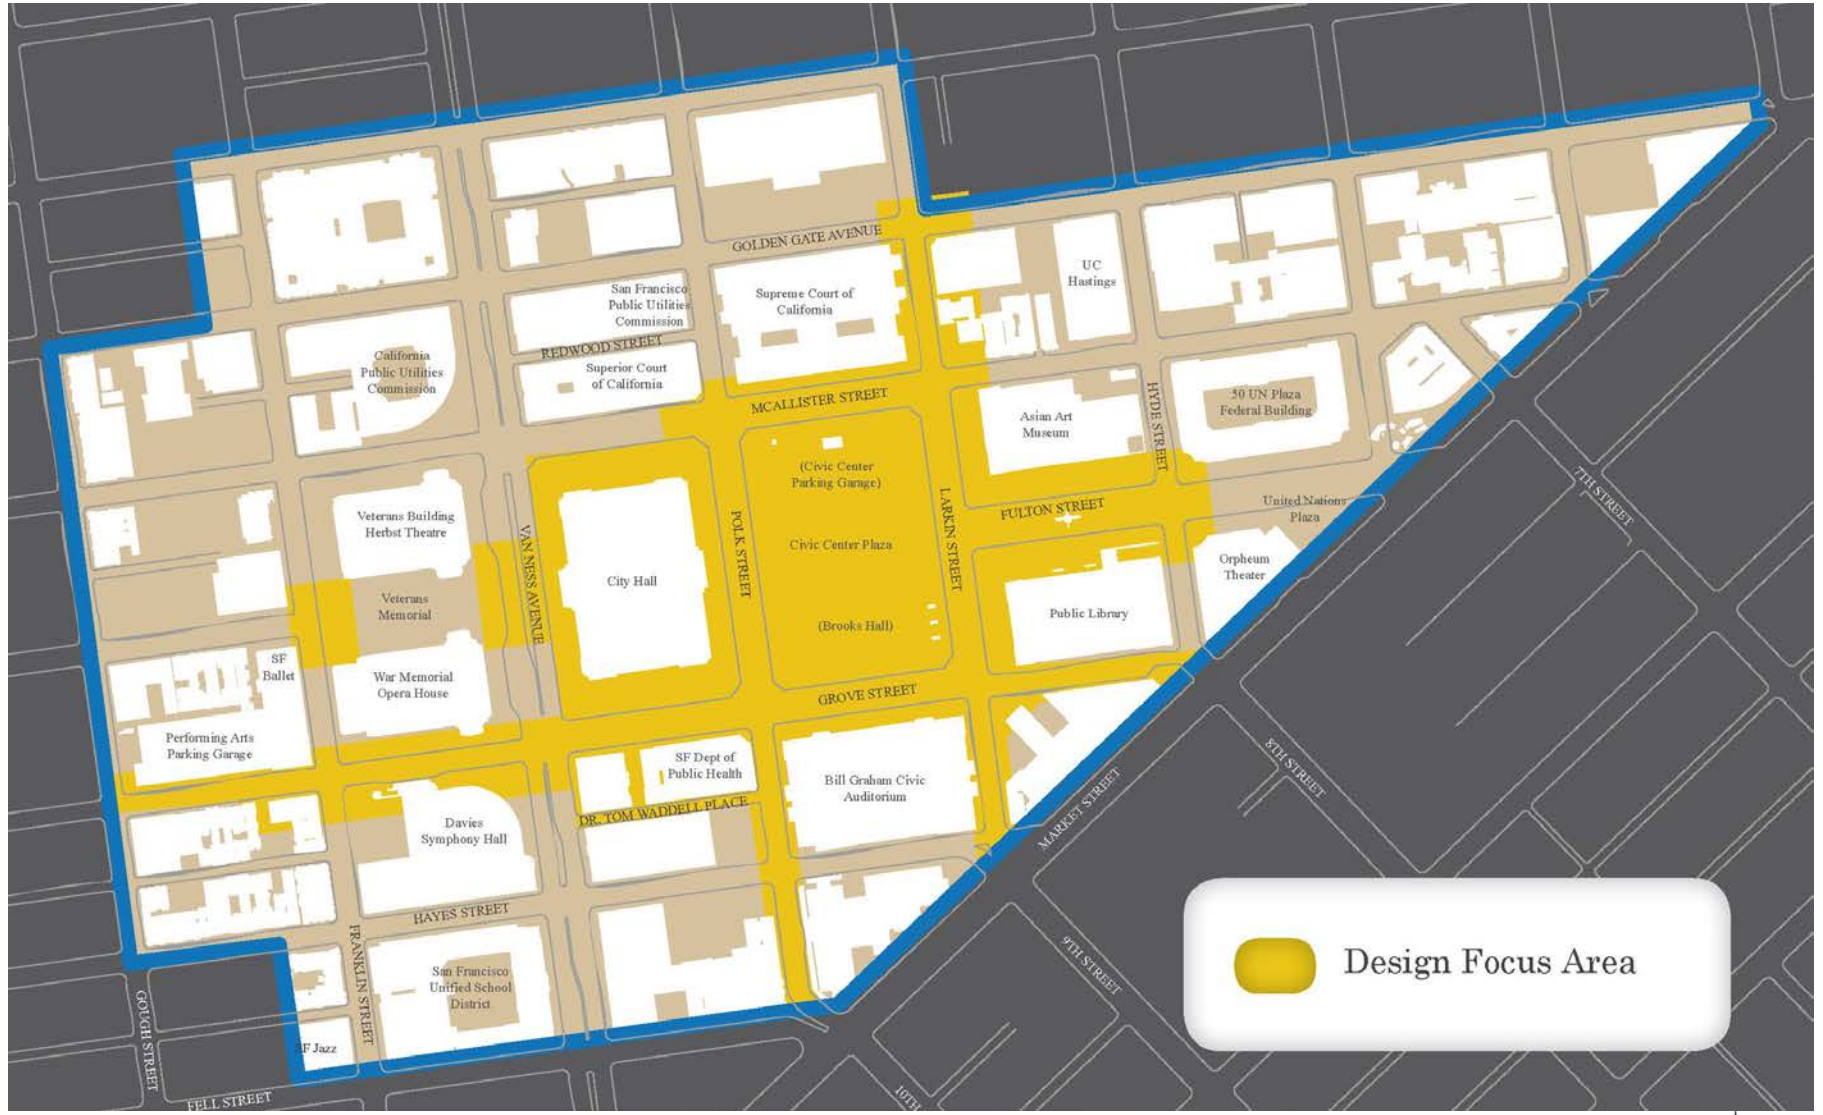 GOLDEN GATE AVENUE
UC
Hastings
San Francisco
Public Utilities
Commission
Supreme Court of
California
REDWOOD STREET
California
Public Utilities
Commission
Superior Court
of California
MCALLISTER STREET
HYDE STREET
50 UN Plaza
Federal Building
Asian Art
Museum
(Civic Center
Parking Garage)
7TH STREET
Veterans Building
Herbst Theatre
VAN NESS AVENUE
POLK STREET
LARKIN STREET
FULTON STREET
United Nations
Plaza
Civic Center Plaza
City Hall
Orpheum
Theater
Veterans
Memorial
Public Library
(Brooks Hall)
SF
Ballet
War Memorial
Opera House
GROVE STREET
Performing Arts
Parking Garage
SF Dept of
Public Health
Bill Graham Civic
Auditorium
8TH STREET
MARKET STREET
DR. TOM WADDELL PLACE
Davies
Symphony Hall
HAYES STREET
9TH STREET
Design Focus Area
FRANKLIN STREET
San Francisco
Unified School
District
GOUGH STREET
SF Jazz
FELL STREET
10TH